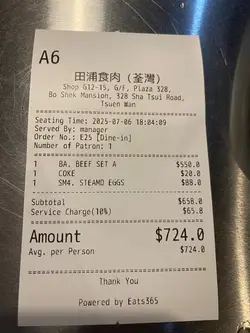 A6
田浦食肉（荃灣）
Shop G12-15, G/F, Plaza 328,
Bo Shek Mansion, 328 Sha Tsui Road,
Tsuen Wan
Seating Time: 2025-07-06 18:04:09
Served By: manager
Order No.: E25 [Dine-in]
Number of Patron: 1
1 BA. BEEF SET A $550.0
1 COKE $20.0
1 SM4. STEAMD EGGS $88.0
Subtotal $658.0
Service Charge(10%) $65.8
Amount $724.0
Avg. per Person $724.0
Thank You
Powered by Eats365